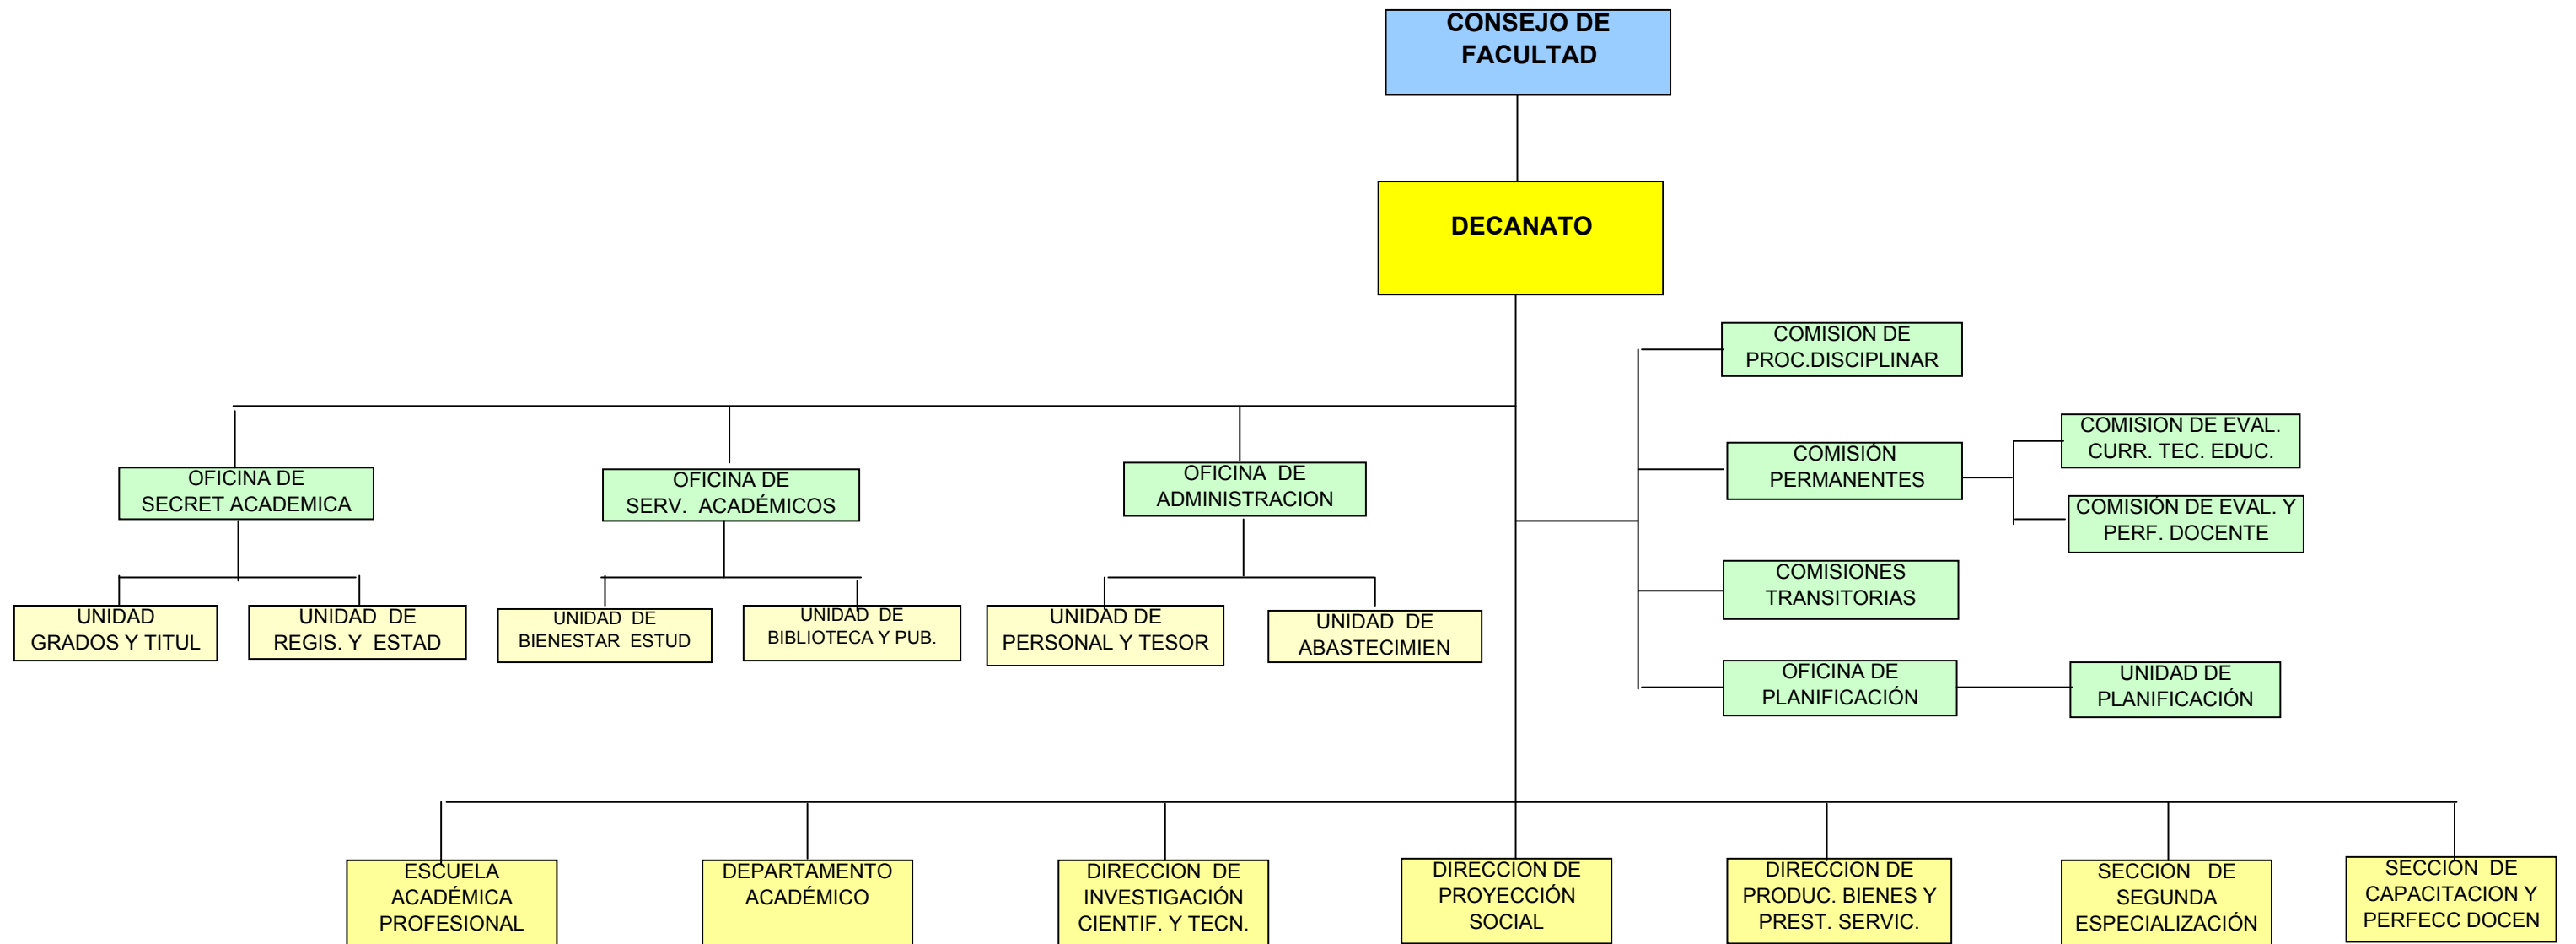 CONSEJO DE
FACULTAD
DECANATO
COMISION DE
PROC.DISCIPLINAR
COMISIÓN
PERMANENTES
COMISION DE EVAL.
CURR. TEC. EDUC.
COMISIÓN DE EVAL. Y
PERF. DOCENTE
COMISIONES
TRANSITORIAS
OFICINA DE
PLANIFICACIÓN
UNIDAD DE
PLANIFICACIÓN
OFICINA DE
SECRET ACADEMICA
OFICINA DE
SERV. ACADÉMICOS
OFICINA DE
ADMINISTRACION
UNIDAD
GRADOS Y TITUL
UNIDAD DE
REGIS. Y ESTAD
UNIDAD DE
BIENESTAR ESTUD
UNIDAD DE
BIBLIOTECA Y PUB.
UNIDAD DE
PERSONAL Y TESOR
UNIDAD DE
ABASTECIMIEN
ESCUELA
ACADÉMICA
PROFESIONAL
DEPARTAMENTO
ACADÉMICO
DIRECCION DE
INVESTIGACIÓN
CIENTIF. Y TECN.
DIRECCION DE
PROYECCIÓN
SOCIAL
DIRECCION DE
PRODUC. BIENES Y
PREST. SERVIC.
SECCION DE
SEGUNDA
ESPECIALIZACIÓN
SECCIÓN DE
CAPACITACION Y
PERFECC DOCEN